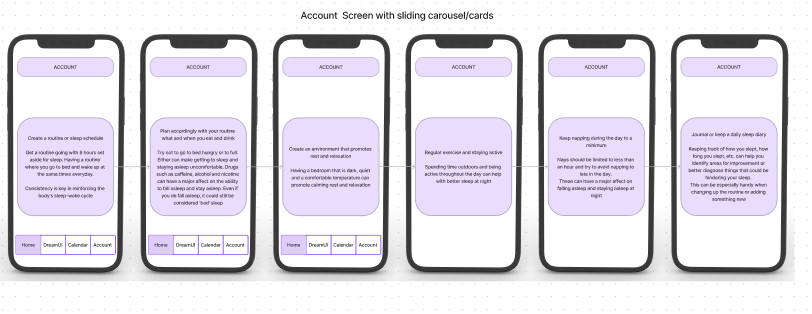 Account Screen with sliding carousel/cards
ACCOUNT
Create a routine or sleep schedule
Get a routine going with 8 hours set
aside for sleep. Having a routine
where you go to bed and wake up at
the same times everyday.
Consistency is key in reinforcing the
body's sleep-wake cycle
Home
DreamUI
Calendar
Account
ACCOUNT
Plan accordingly with your routine
what and when you eat and drink
Try not to go to bed hungry or to full.
Either can make getting to sleep and
staying asleep uncomfortable. Drugs
such as caffeine, alcohol and nicotine
can have a major affect on the ability
to fall asleep and stay asleep. Even if
you do fall asleep, it could still be
considered 'bad' sleep
Home
DreamUI
Calendar
Account
ACCOUNT
Create an environment that promotes
rest and relaxation
Having a bedroom that is dark, quiet
and a comfortable temperature can
promote calming rest and relaxation
Home
DreamUI
Calendar
Account
ACCOUNT
Regular exercise and staying active
Spending time outdoors and being
active throughout the day can help
with better sleep at night
ACCOUNT
Keep napping during the day to a
minimum
Naps should be limited to less than
an hour and try to avoid napping to
late in the day.
These can have a major affect on
falling asleep and staying asleep at
night
ACCOUNT
Journal or keep a daily sleep diary
Keeping track of how you slept, how
long you slept, etc. can help you
identify areas for improvement or
better diagnose things that could be
hindering your sleep.
This can be especially handy when
changing up the routine or adding
something new